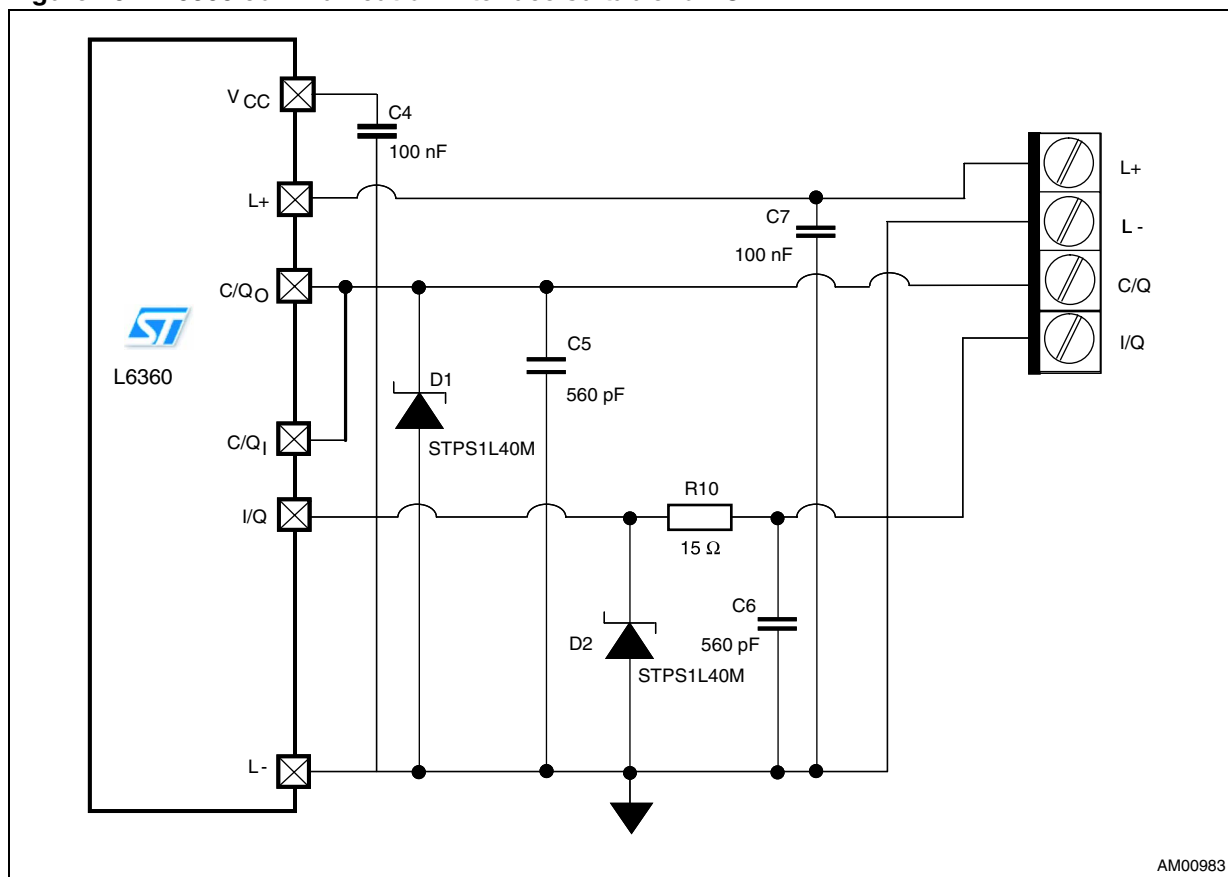 VCC
C4
100 nF
L+
L+
C7
100 nF
L -
C/QO
C/Q
ST
L6360
C5
560 pF
I/Q
D1
STPS1L40M
C/QI
I/Q
R10
15 Ω
C6
560 pF
D2
STPS1L40M
L -
AM00983